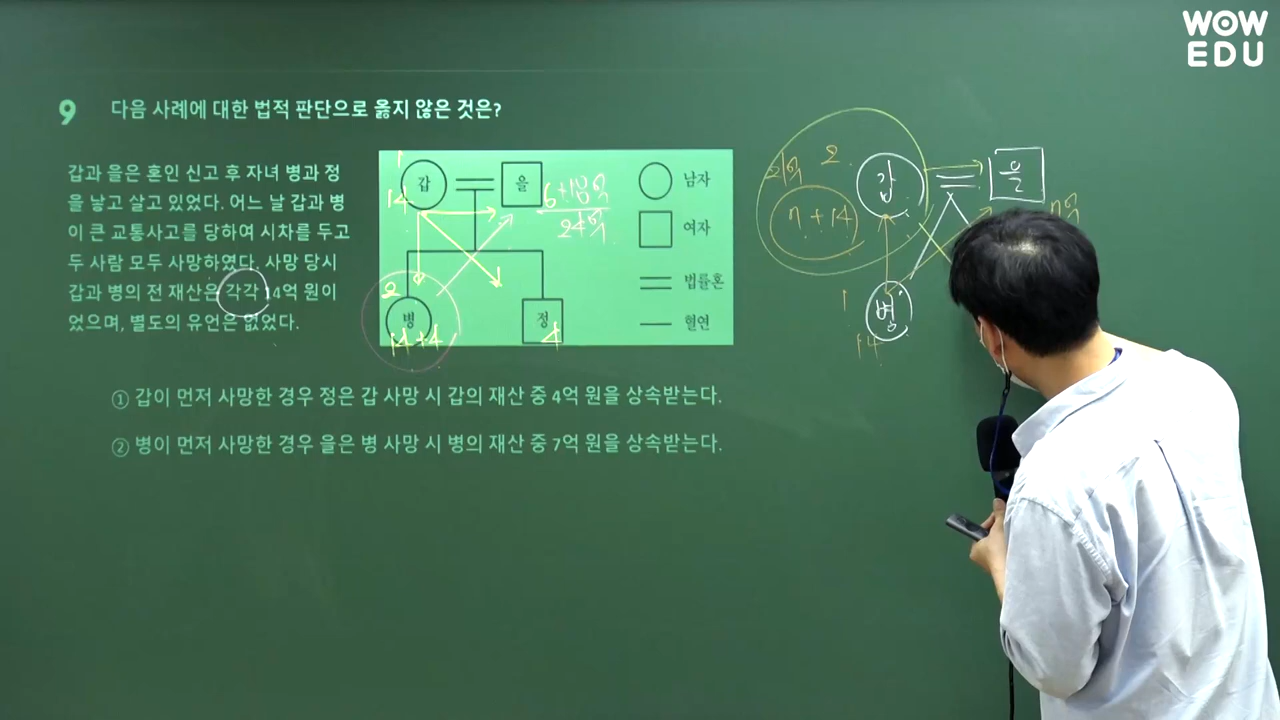 WOW
EDU
9 다음 사례에 대한 법적 판단으로 옳지 않은 것은?
갑과 을은 혼인 신고 후 자녀 병과 정
을 낳고 살고 있었다. 어느 날 갑과 병
이 큰 교통사고를 당하여 시차를 두고
두 사람 모두 사망하였다. 사망 당시
갑과 병의 전 재산은 각각 14억 원이
었으며, 별도의 유언은 없었다.
1
갑
을
14
6+18억
24억
2
병
정
14+4
4
남자
여자
법률혼
혈연
21억 2
갑
을
7+14
7억
1
병
14
① 갑이 먼저 사망한 경우 정은 갑 사망 시 갑의 재산 중 4억 원을 상속받는다.
② 병이 먼저 사망한 경우 을은 병 사망 시 병의 재산 중 7억 원을 상속받는다.